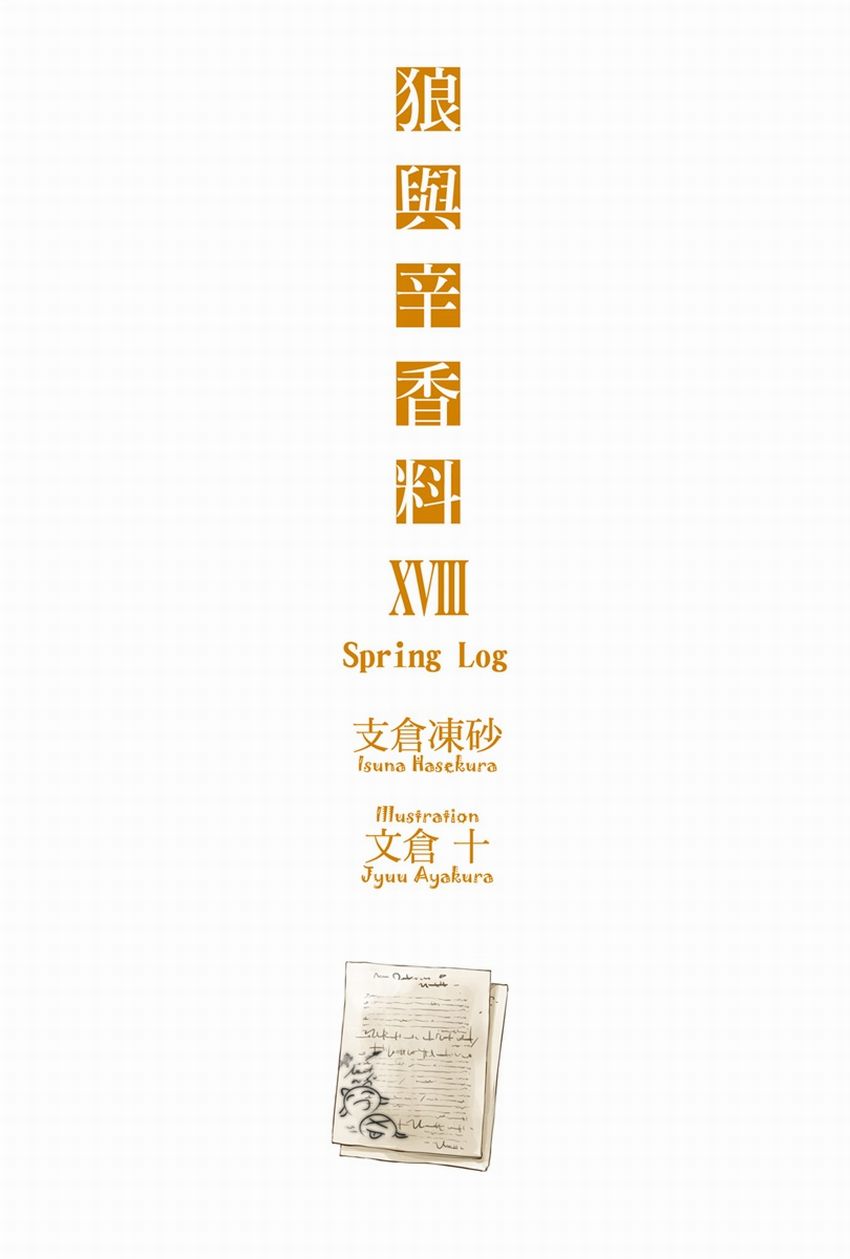 狼與辛香料
XVIII
Spring Log
支倉凍砂
Isuna Hasekura
Illustration
文倉 十
Jyuu Ayakura